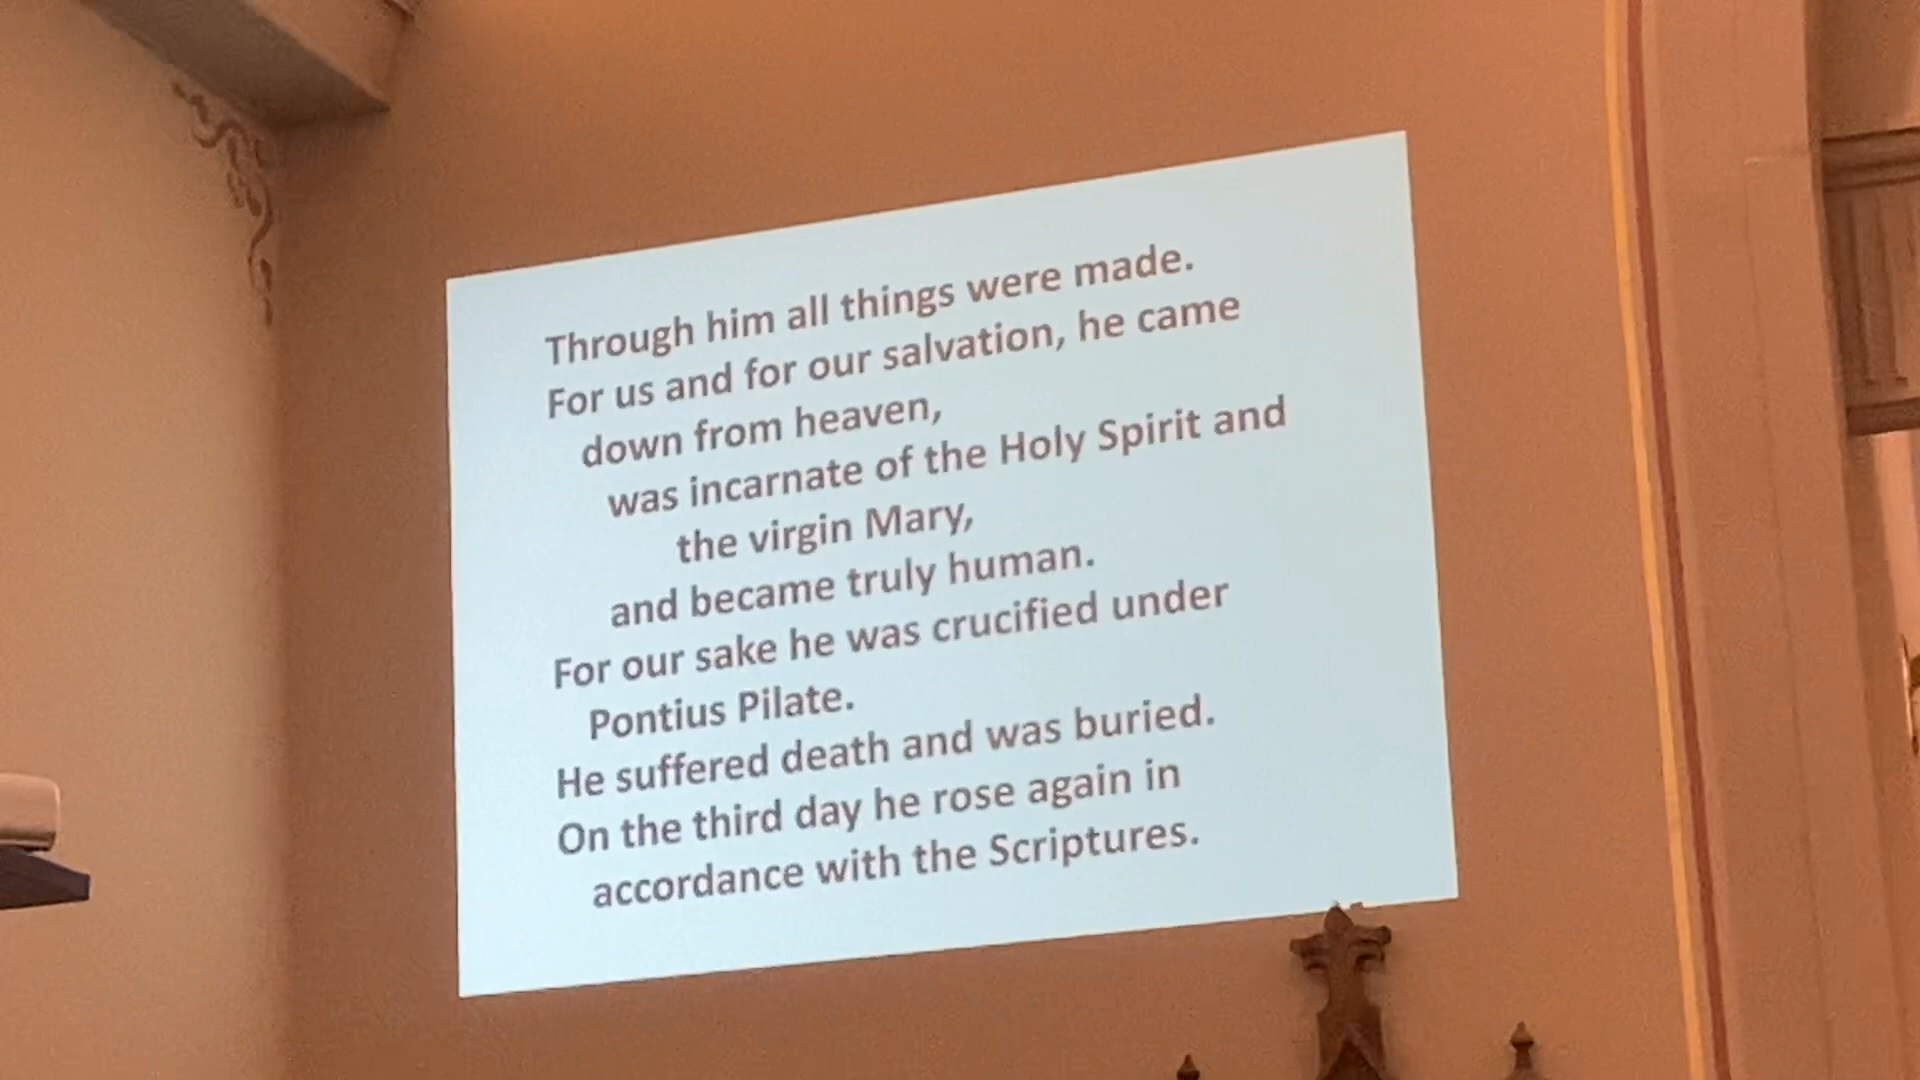 Through him all things were made.
For us and for our salvation, he came
down from heaven,
was incarnate of the Holy Spirit and
the virgin Mary,
and became truly human.
For our sake he was crucified under
Pontius Pilate.
He suffered death and was buried.
On the third day he rose again in
accordance with the Scriptures.